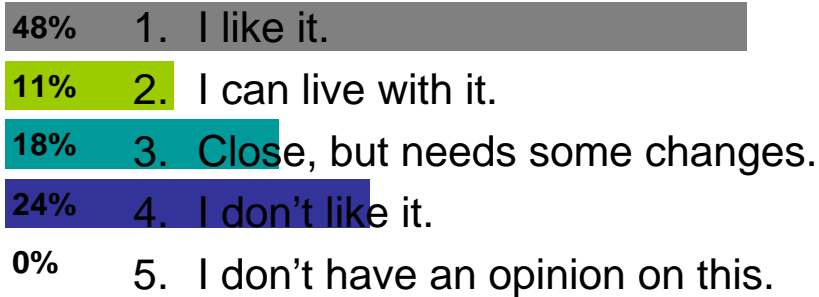 48% 1. I like it.
11% 2. I can live with it.
18% 3. Close, but needs some changes.
24% 4. I don’t like it.
0% 5. I don’t have an opinion on this.